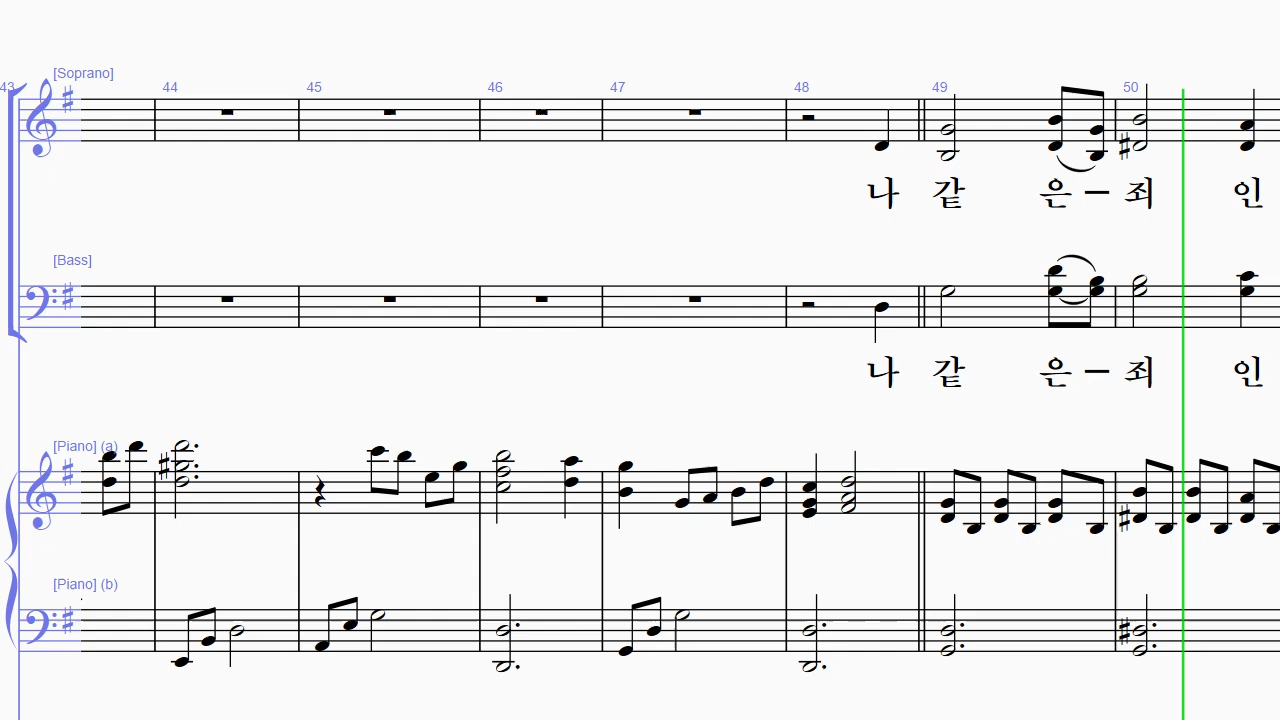 [Soprano]
43 44 45 46 47 48 49 50
나 같 은 – 죄 인
[Bass]
나 같 은 – 죄 인
[Piano] (a)
[Piano] (b)